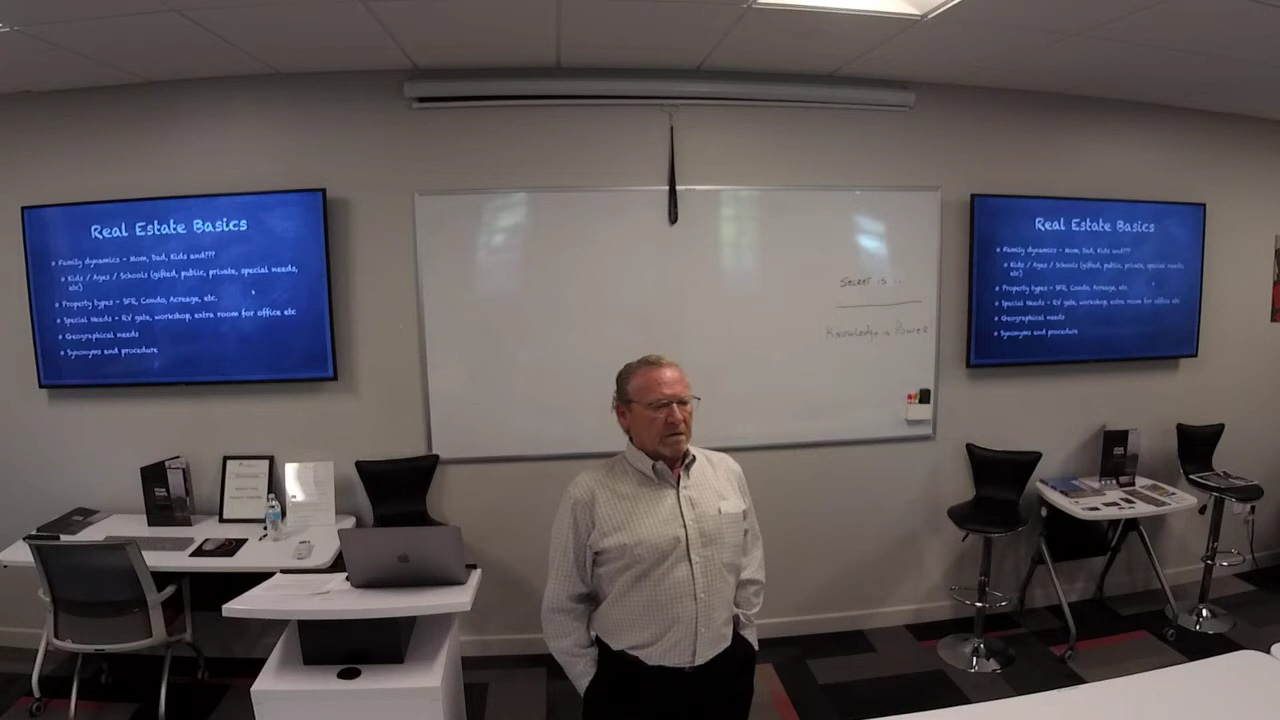 Real Estate Basics
Family dynamics - Mom, Dad, Kids and???
Kids / Ages / Schools (gifted, public, private, special needs,
etc)
Property types - SFR, Condo, Acreage, etc.
Special Needs - RV gate, workshop, extra room for office etc
Geographical needs
Synonyms and procedure
Secret is ..
Knowledge is Power
Real Estate Basics
Family dynamics - Mom, Dad, Kids and???
Kids / Ages / Schools (gifted, public, private, special needs,
etc)
Property types - SFR, Condo, Acreage, etc.
Special Needs - RV gate, workshop, extra room for office etc
Geographical needs
Synonyms and procedure